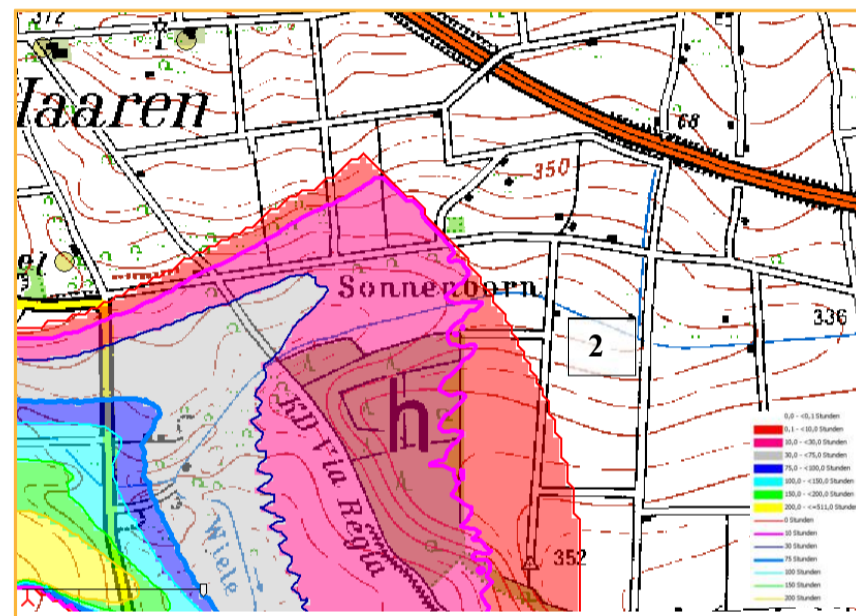 372
Haaren
68
350
el
Sonnenborn
2
336
h
KD Via Regia
Wiele
352
0,0 - <0,1 Stunden
0,1 - <10,0 Stunden
10,0 - <30,0 Stunden
30,0 - <75,0 Stunden
75,0 - <100,0 Stunden
100,0 - <150,0 Stunden
150,0 - <200,0 Stunden
200,0 - <=511,0 Stunden
0 Stunden
10 Stunden
30 Stunden
75 Stunden
100 Stunden
150 Stunden
200 Stunden